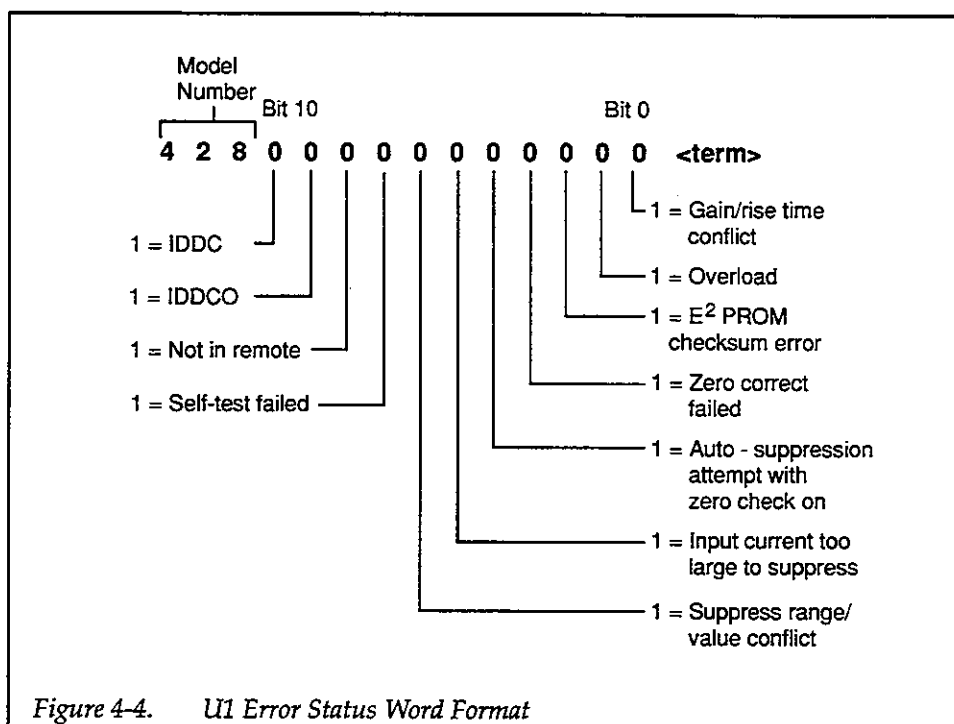 Model
Number
Bit 10
Bit 0
4 2 8 0 0 0 0 0 0 0 0 0 0 0 <term>
1 = IDDC
1 = IDDCO
1 = Not in remote
1 = Self-test failed
1 = Gain/rise time
conflict
1 = Overload
1 = E² PROM
checksum error
1 = Zero correct
failed
1 = Auto - suppression
attempt with
zero check on
1 = Input current too
large to suppress
1 = Suppress range/
value conflict
Figure 4-4. U1 Error Status Word Format